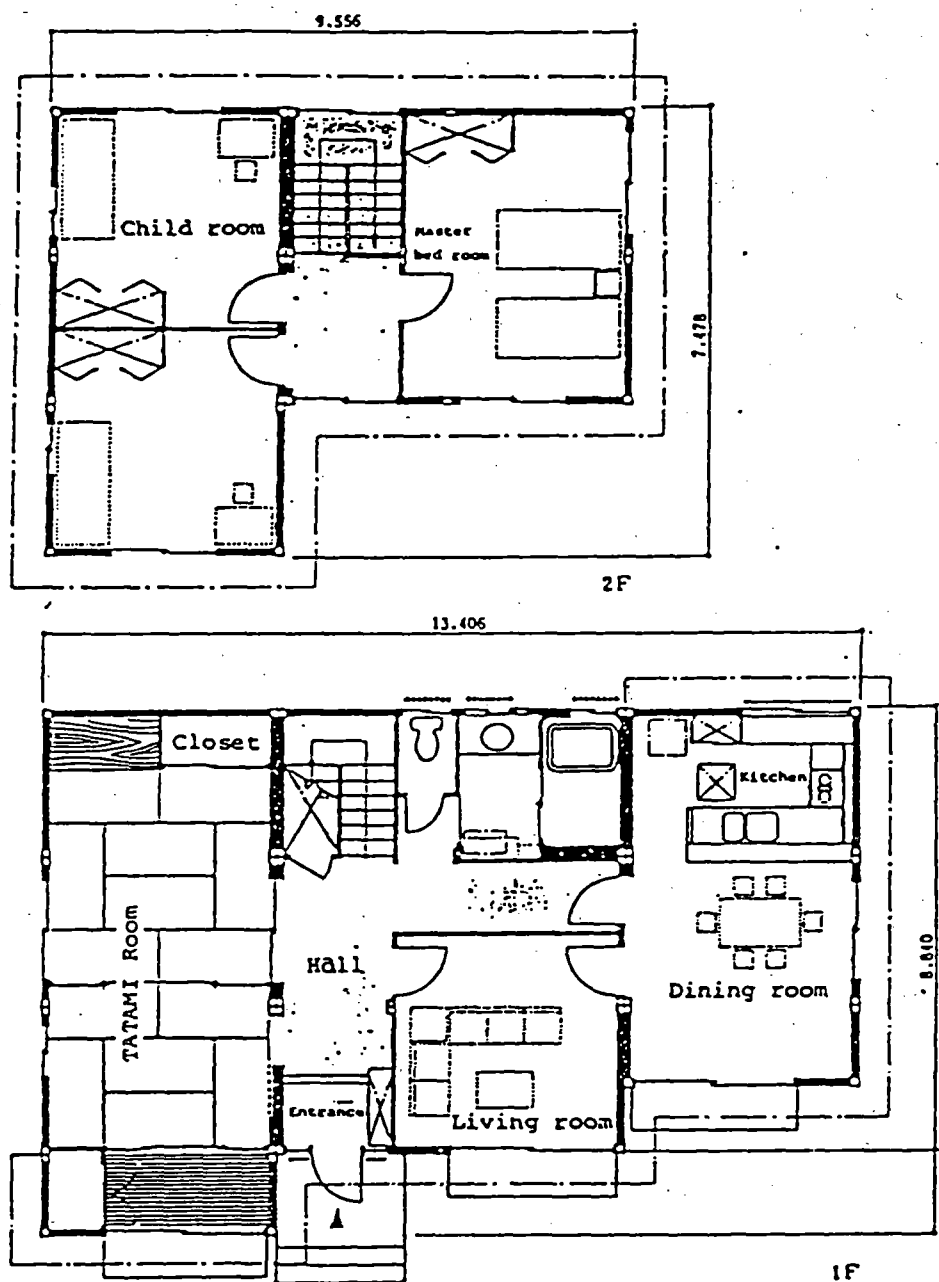 9.556
Child room
Master
bed room
7.478
2F
13.406
Closet
Kitchen
TATAMI Room
Hall
Dining room
8.840
Entrance
Living room
1F